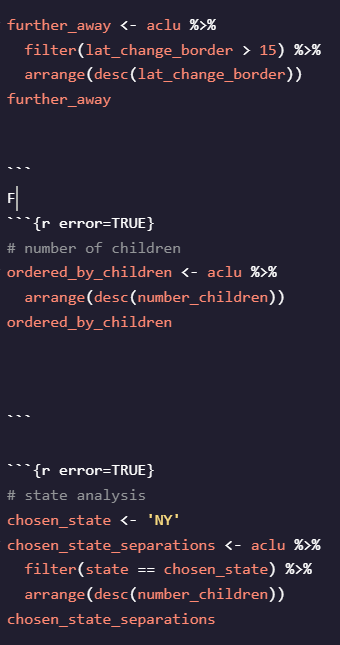 further_away <- aclu %>%
  filter(lat_change_border > 15) %>%
  arrange(desc(lat_change_border))
further_away
```
F
```{r error=TRUE}
# number of children
ordered_by_children <- aclu %>%
  arrange(desc(number_children))
ordered_by_children
```
```{r error=TRUE}
# state analysis
chosen_state <- 'NY'
chosen_state_separations <- aclu %>%
  filter(state == chosen_state) %>%
  arrange(desc(number_children))
chosen_state_separations